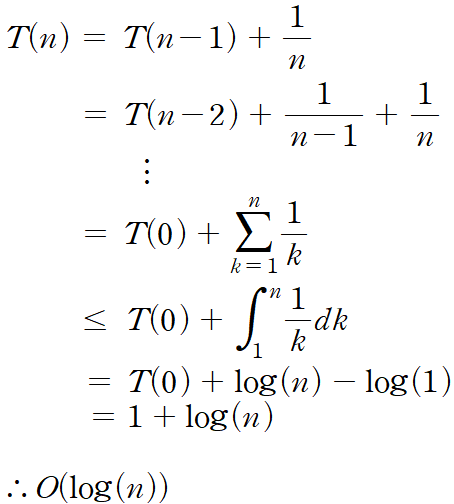 T(n) = T(n−1) + 1/n
= T(n−2) + 1/(n−1) + 1/n
⋮
= T(0) + ∑_{k=1}^{n} 1/k
≤ T(0) + ∫_1^n 1/k dk
= T(0) + log(n) − log(1)
= 1 + log(n)
∴ O(log(n))